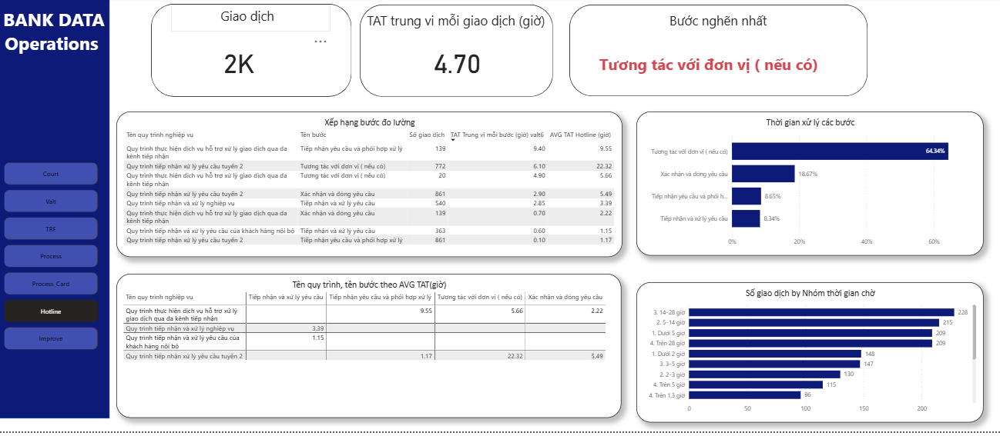 BANK DATA
Operations
Court
Valt
TRF
Process
Process_Card
Hotline
Improve
Giao dịch
2K
TAT trung vi mỗi giao dịch (giờ)
4.70
Bước nghẽn nhất
Tương tác với đơn vị ( nếu có)
Xếp hạng bước đo lường
Tên quy trình nghiệp vụ Tên bước Số giao dịch TAT Trung vị mỗi bước (giờ) valt6 AVG TAT Hotline (giờ)
Quy trình thực hiện dịch vụ hỗ trợ xử lý giao dịch qua da Tiếp nhận yêu cầu và phối hợp xử lý 139 9.40 9.55
kênh tiếp nhận
Quy trình tiếp nhận xử lý yêu cầu tuyến 2 Tương tác với đơn vị ( nếu có) 772 6.10 22.32
Quy trình thực hiện dịch vụ hỗ trợ xử lý giao dịch qua da Tương tác với đơn vị ( nếu có) 20 4.90 5.66
kênh tiếp nhận
Quy trình tiếp nhận xử lý yêu cầu tuyến 2 Xác nhận và đóng yêu cầu 861 2.90 5.49
Quy trình tiếp nhận và xử lý nghiệp vụ Tiếp nhận và xử lý yêu cầu 540 2.85 3.39
Quy trình thực hiện dịch vụ hỗ trợ xử lý giao dịch qua da Xác nhận và đóng yêu cầu 139 0.70 2.22
kênh tiếp nhận
Quy trình tiếp nhận và xử lý yêu cầu của khách hàng nội bộ Tiếp nhận và xử lý yêu cầu 363 0.60 1.15
Quy trình tiếp nhận xử lý yêu cầu tuyến 2 Tiếp nhận yêu cầu và phối hợp xử lý 861 0.10 1.17
Thời gian xử lý các bước
Tương tác với đơn vị ( nếu có) 64.34%
Xác nhận và đóng yêu cầu 18.67%
Tiếp nhận yêu cầu và phối h... 8.65%
Tiếp nhận và xử lý yêu cầu 8.34%
0% 20% 40% 60%
Tên quy trình, tên bước theo AVG TAT(giờ)
Tên quy trình nghiệp vụ Tiếp nhận và xử lý yêu cầu Tiếp nhận yêu cầu và phối hợp xử lý Tương tác với đơn vị ( nếu có) Xác nhận và đóng yêu cầu
Quy trình thực hiện dịch vụ hỗ trợ xử lý 9.55 5.66 2.22
giao dịch qua da kênh tiếp nhận
Quy trình tiếp nhận và xử lý nghiệp vụ 3.39
Quy trình tiếp nhận và xử lý yêu cầu của 1.15
khách hàng nội bộ
Quy trình tiếp nhận xử lý yêu cầu tuyến 2 1.17 22.32 5.49
Số giao dịch by Nhóm thời gian chờ
3. 14-28 giờ 228
2. 5-14 giờ 215
1. Dưới 5 giờ 209
4. Trên 28 giờ 209
1. Dưới 2 giờ 148
3. 3-5 giờ 147
2. 2-3 giờ 130
4. Trên 5 giờ 115
4. Trên 1,3 giờ 96
0 50 100 150 200